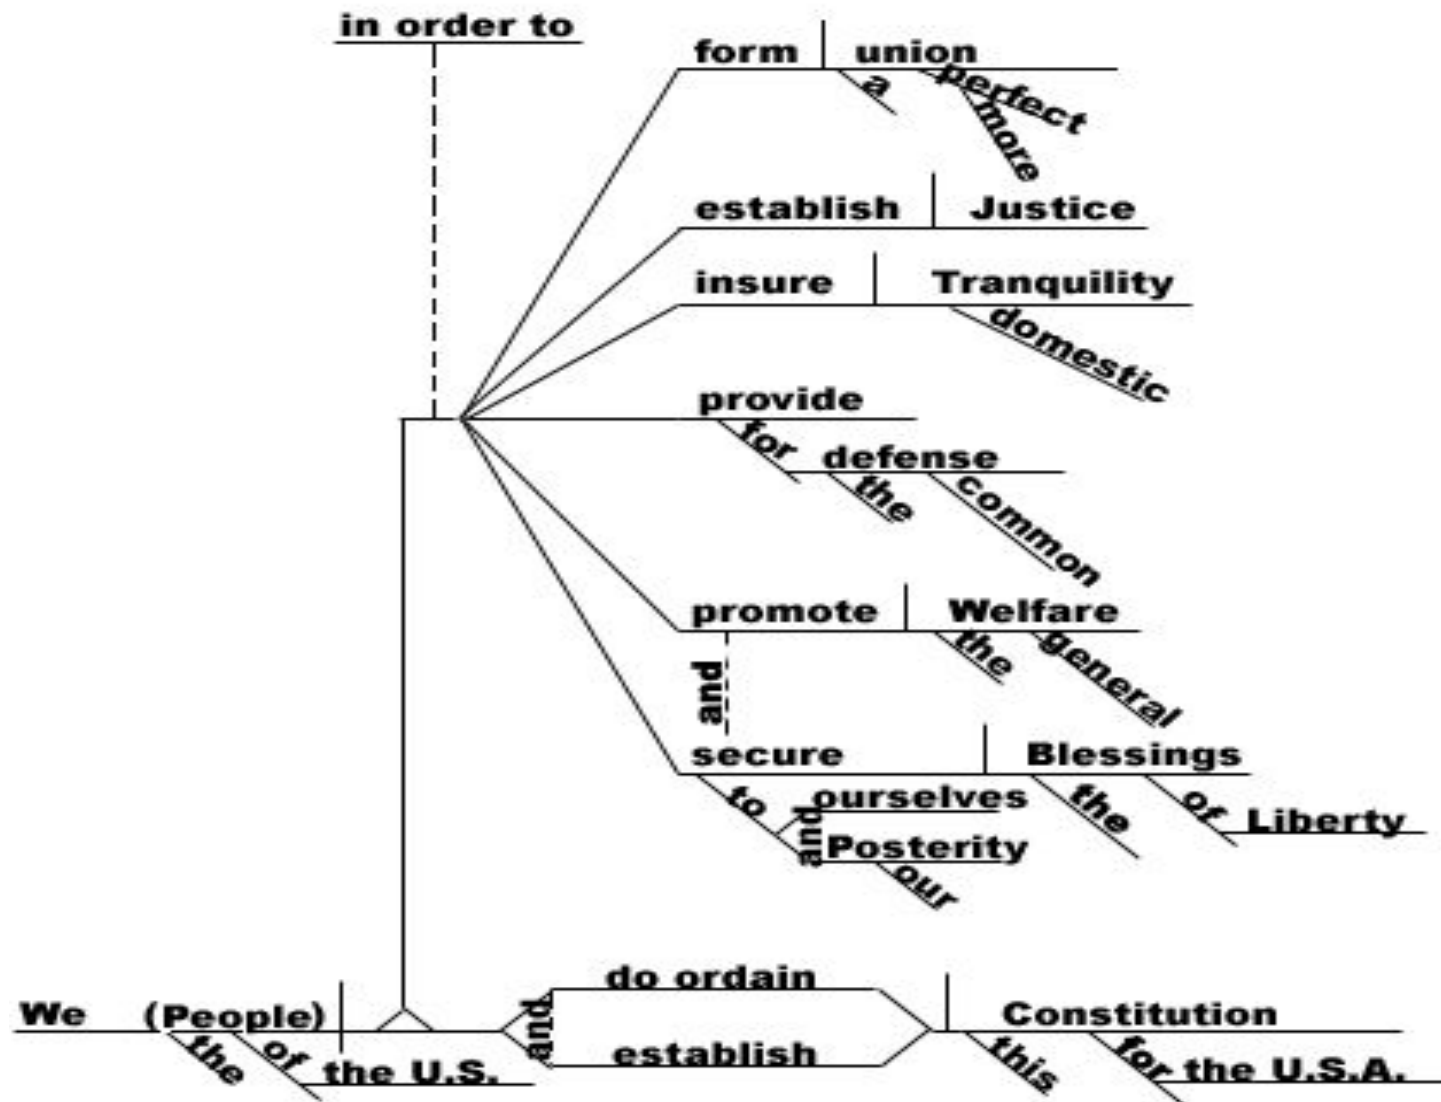 in order to
form union
a perfect
more
establish Justice
insure Tranquility
domestic
provide
for defense
the common
promote Welfare
the general
and
secure Blessings
to ourselves the of Liberty
and
Posterity
our
do ordain
We (People) and Constitution
the of the U.S. establish this for the U.S.A.